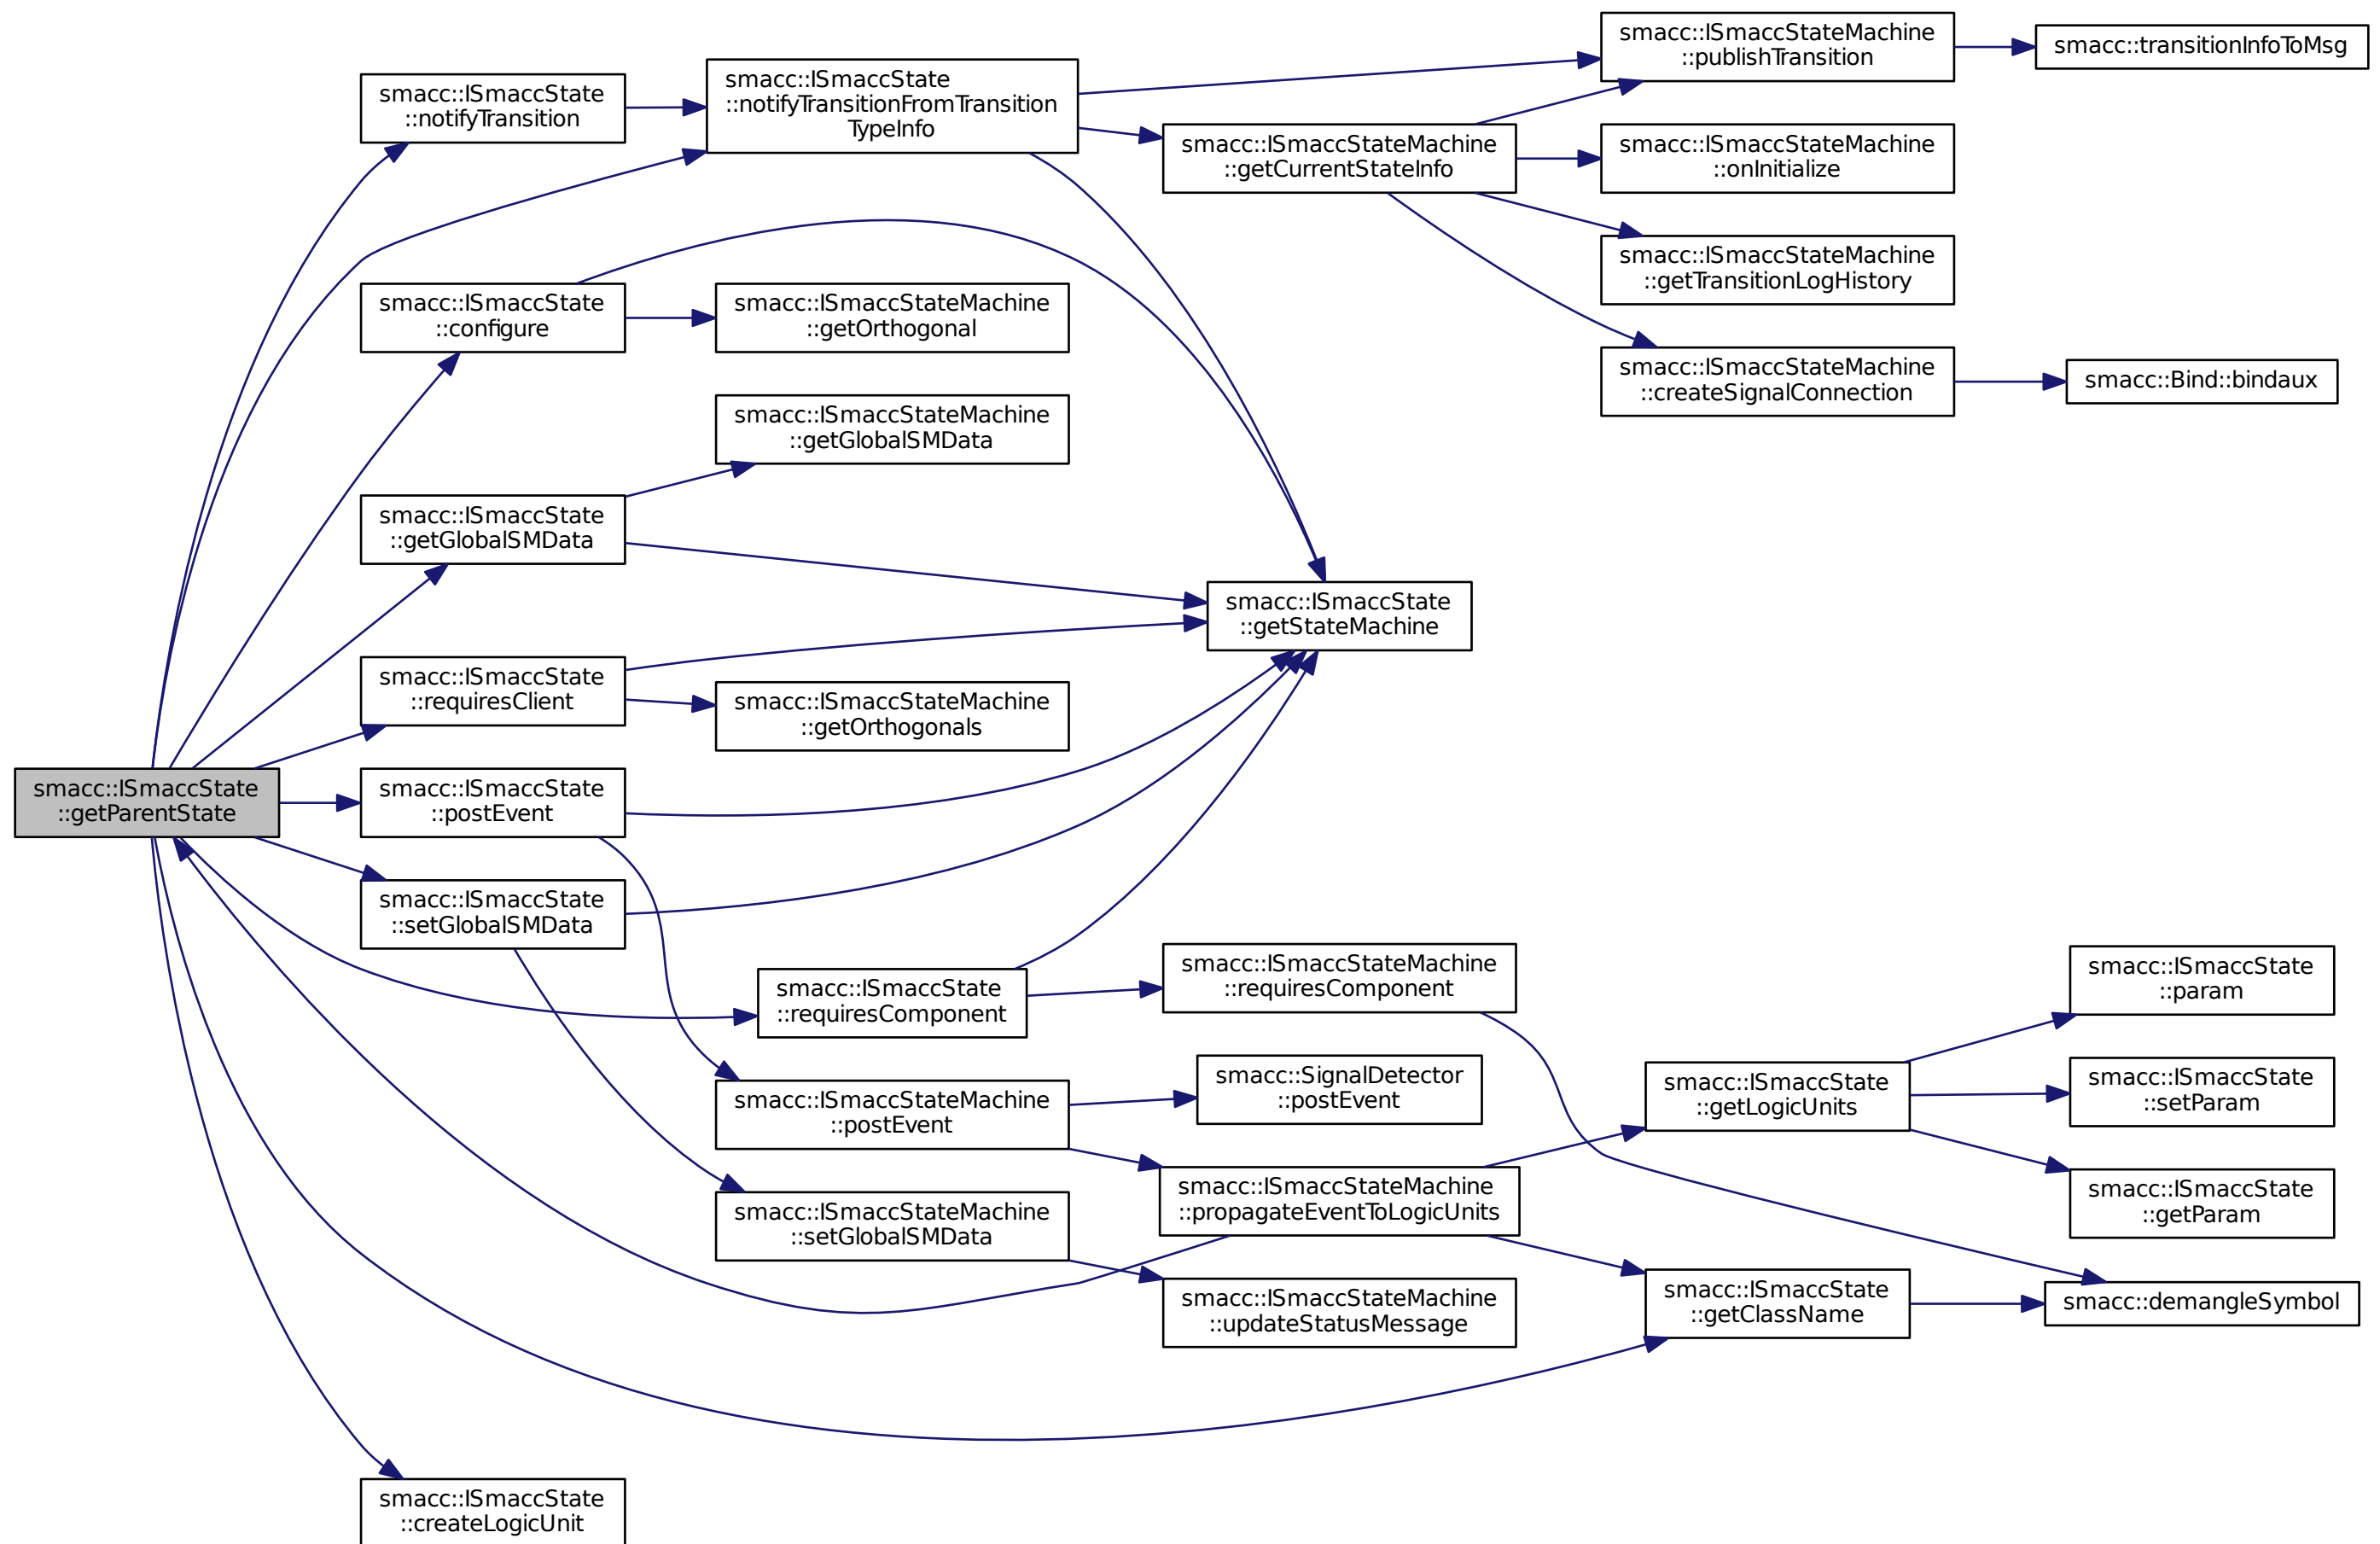 smacc::ISmaccState
::getParentState
smacc::ISmaccState
::notifyTransition
smacc::ISmaccState
::configure
smacc::ISmaccState
::getGlobalSMData
smacc::ISmaccState
::requiresClient
smacc::ISmaccState
::postEvent
smacc::ISmaccState
::setGlobalSMData
smacc::ISmaccState
::createLogicUnit
smacc::ISmaccState
::notifyTransitionFromTransition
TypeInfo
smacc::ISmaccStateMachine
::getOrthogonal
smacc::ISmaccStateMachine
::getGlobalSMData
smacc::ISmaccStateMachine
::getOrthogonals
smacc::ISmaccState
::requiresComponent
smacc::ISmaccStateMachine
::postEvent
smacc::ISmaccStateMachine
::setGlobalSMData
smacc::ISmaccStateMachine
::getCurrentStateInfo
smacc::ISmaccState
::getStateMachine
smacc::ISmaccStateMachine
::requiresComponent
smacc::SignalDetector
::postEvent
smacc::ISmaccStateMachine
::propagateEventToLogicUnits
smacc::ISmaccStateMachine
::updateStatusMessage
smacc::ISmaccStateMachine
::publishTransition
smacc::ISmaccStateMachine
::onInitialize
smacc::ISmaccStateMachine
::getTransitionLogHistory
smacc::ISmaccStateMachine
::createSignalConnection
smacc::ISmaccState
::getLogicUnits
smacc::ISmaccState
::getClassName
smacc::transitionInfoToMsg
smacc::Bind::bindaux
smacc::ISmaccState
::param
smacc::ISmaccState
::setParam
smacc::ISmaccState
::getParam
smacc::demangleSymbol